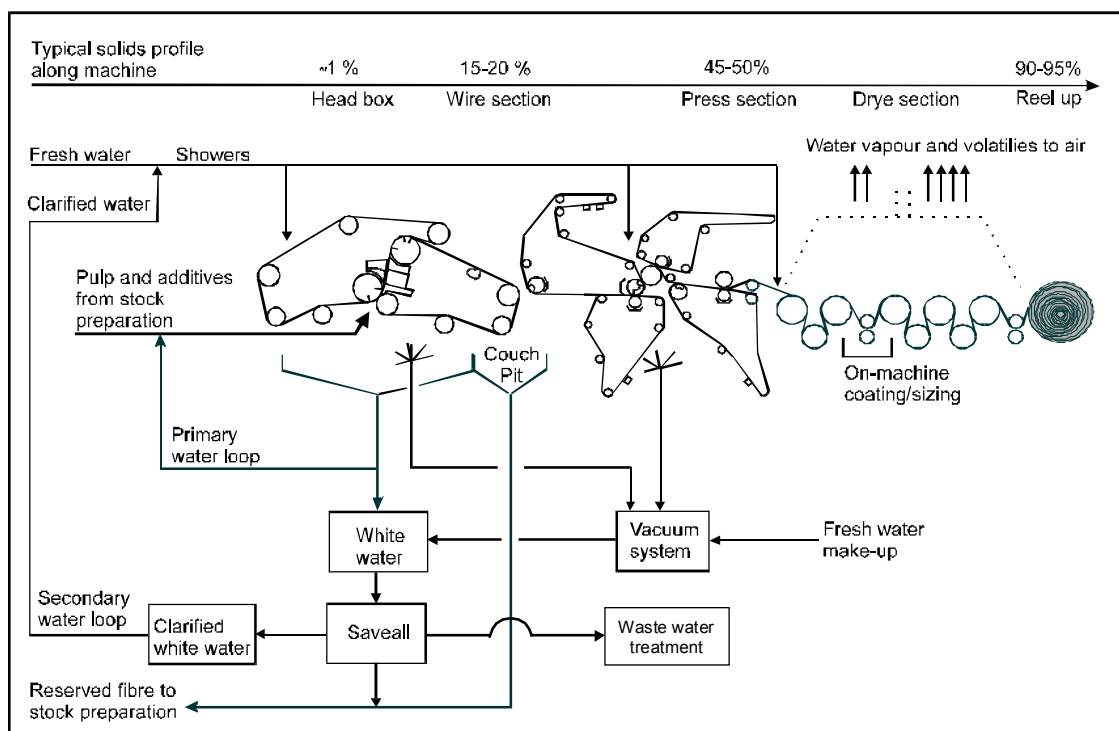 Typical solids profile
along machine
~1 %
15-20 %
45-50%
90-95%
Head box
Wire section
Press section
Drye section
Reel up
Water vapour and volatilies to air
Fresh water
Showers
Clarified water
Pulp and additives
from stock
preparation
Couch
Pit
On-machine
coating/sizing
Primary
water loop
White
water
Vacuum
system
Fresh water
make-up
Secondary
water loop
Clarified
white water
Saveall
Waste water
treatment
Reserved fibre to
stock preparation